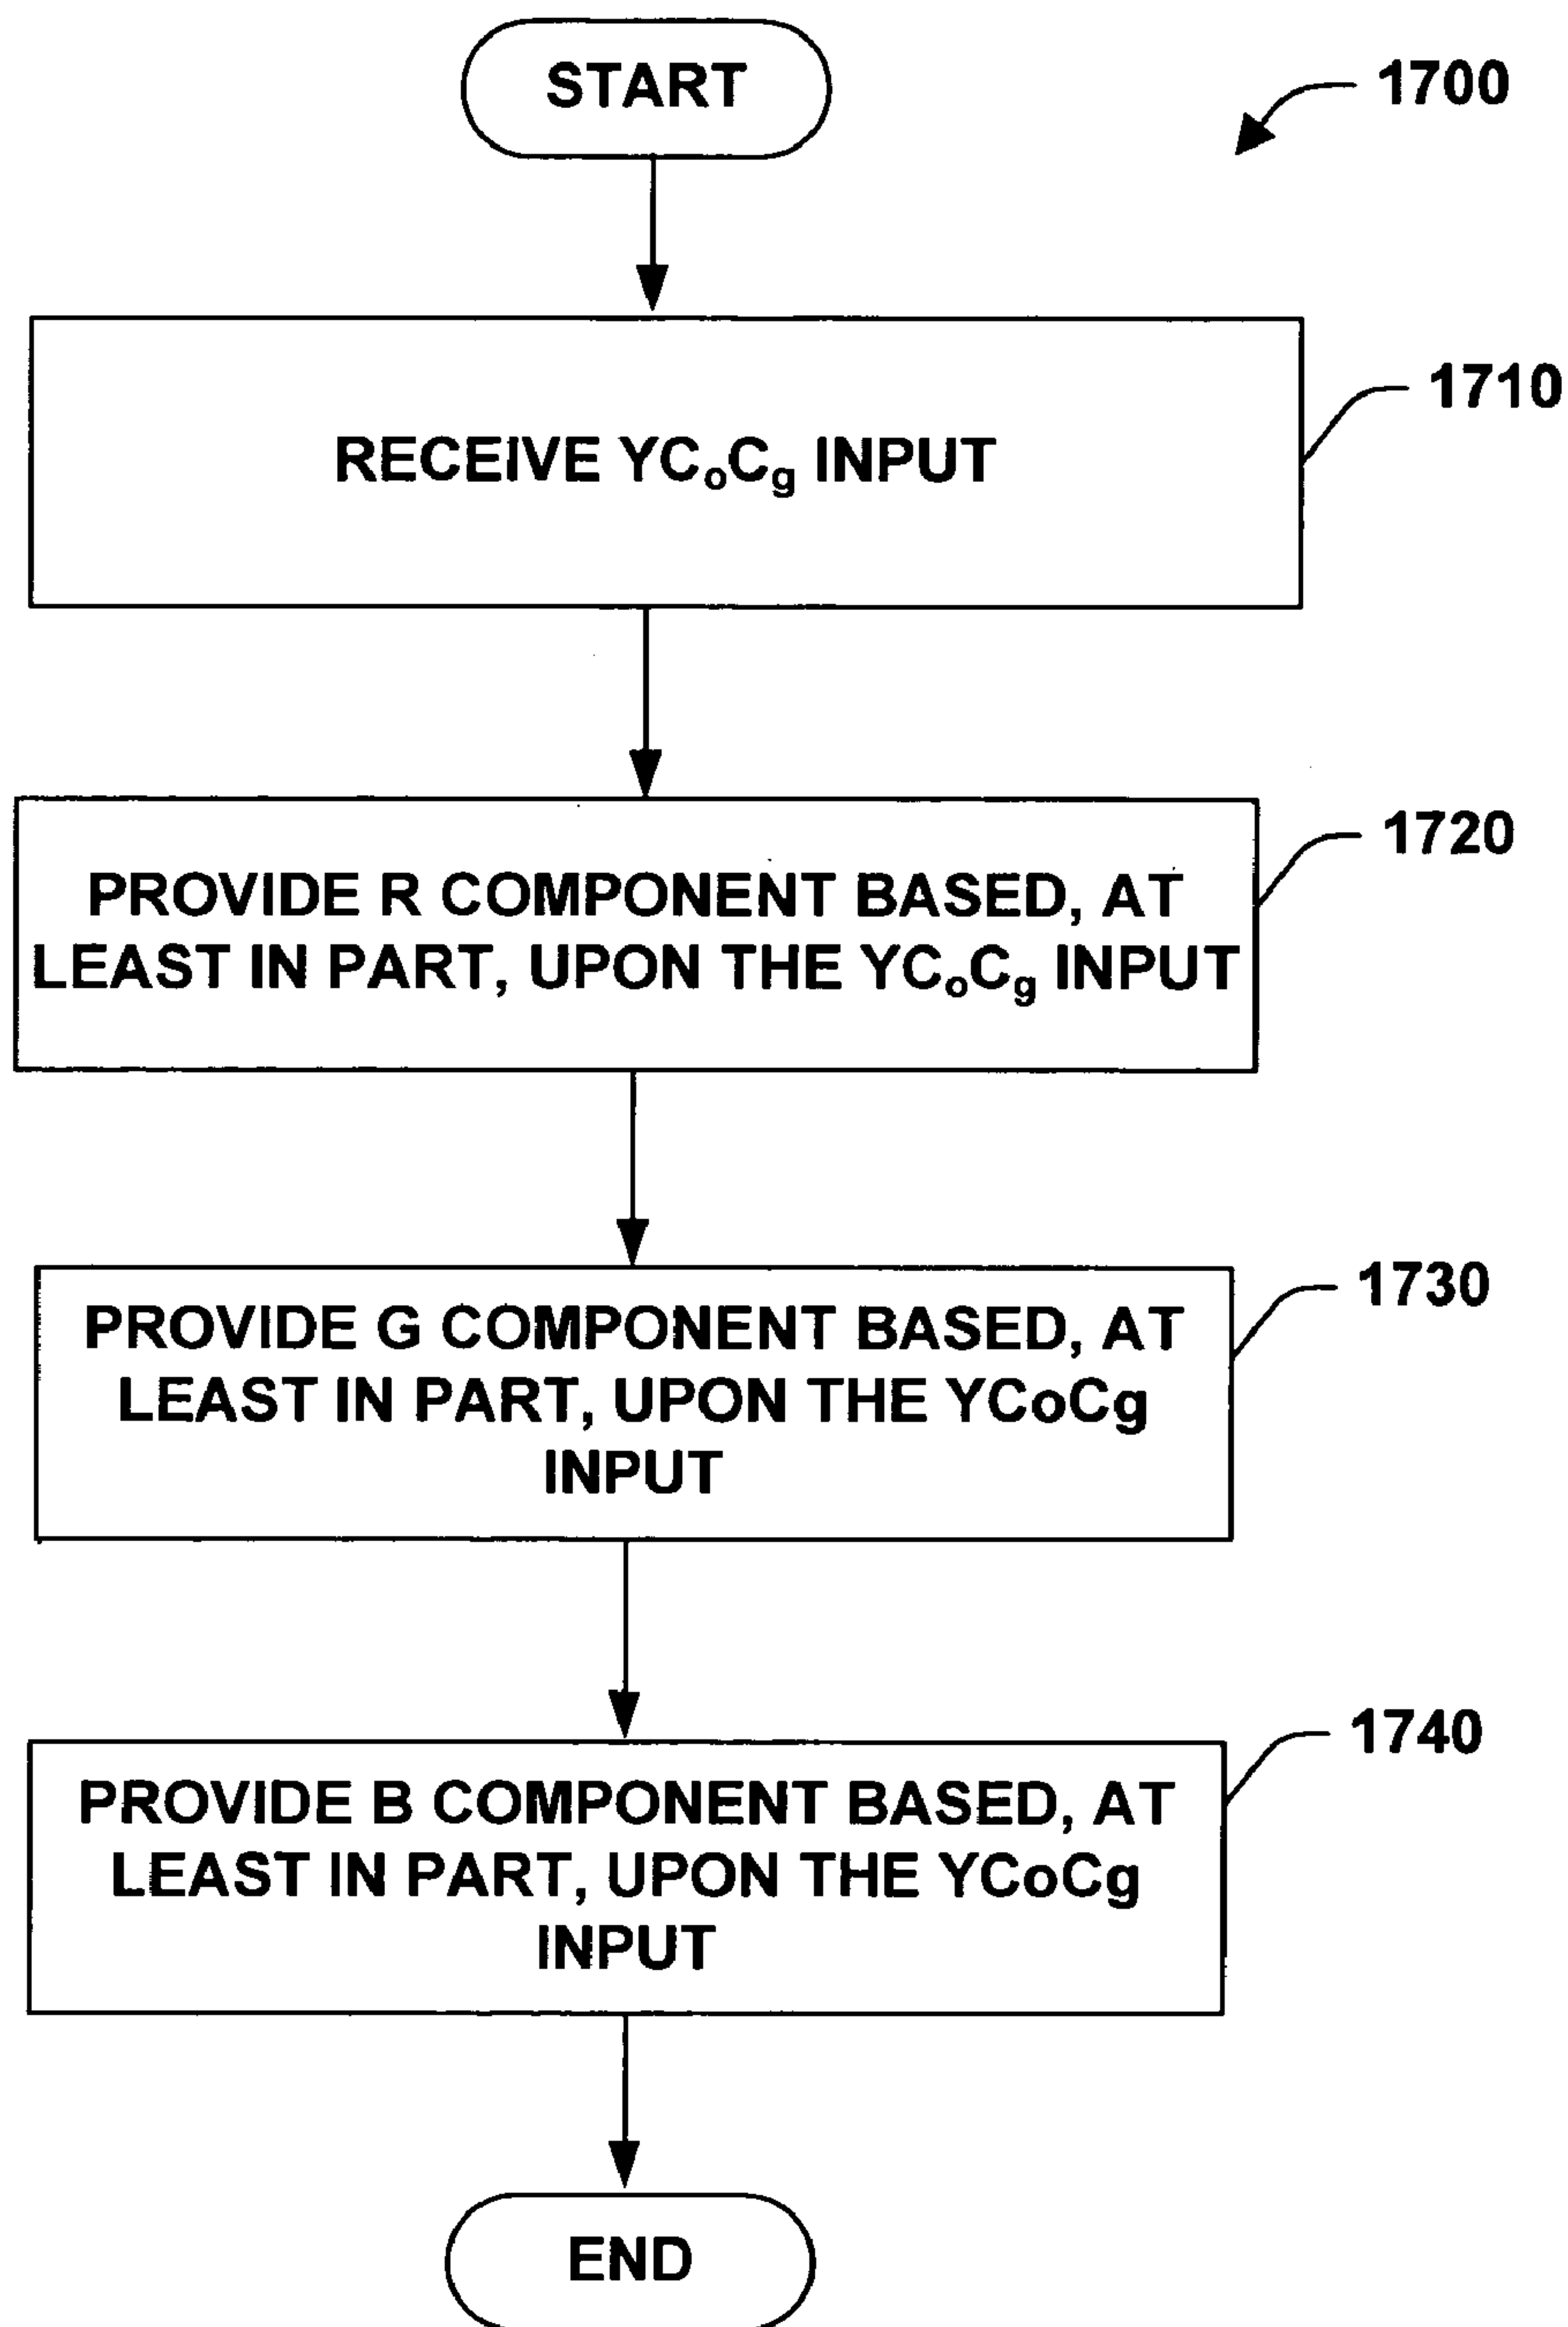 START
1700
RECEIVE YCoCg INPUT
1710
PROVIDE R COMPONENT BASED, AT
LEAST IN PART, UPON THE YCoCg INPUT
1720
PROVIDE G COMPONENT BASED, AT
LEAST IN PART, UPON THE YCoCg
INPUT
1730
PROVIDE B COMPONENT BASED, AT
LEAST IN PART, UPON THE YCoCg
INPUT
1740
END